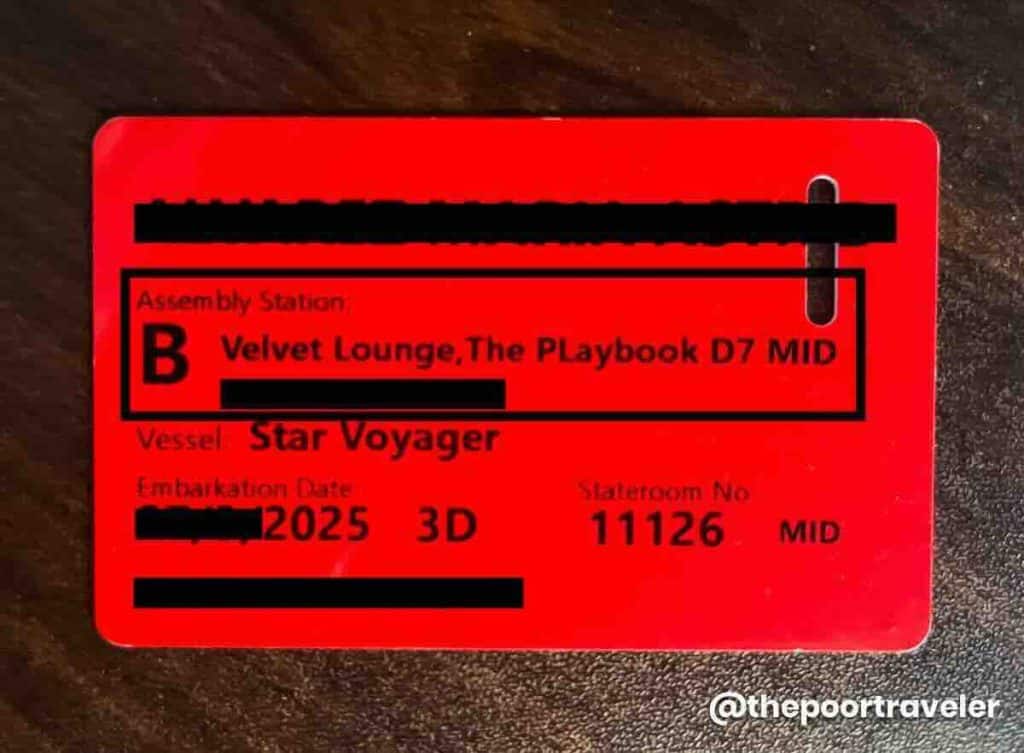 Assembly Station:
B Velvet Lounge,The PLaybook D7 MID
Vessel: Star Voyager
Embarkation Date Stateroom No
2025 3D 11126 MID
@thepoortraveler